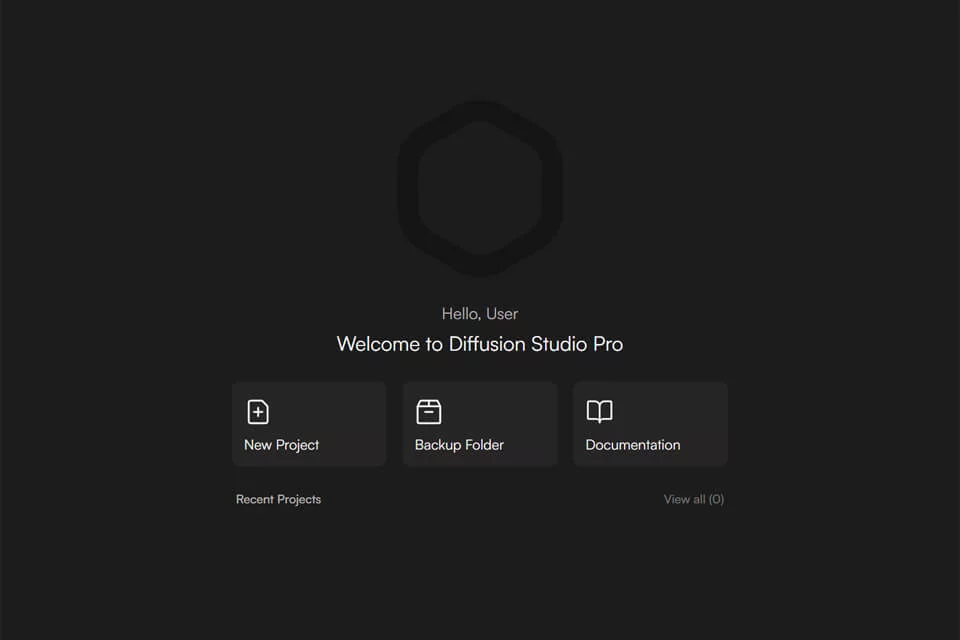 Hello, User
Welcome to Diffusion Studio Pro
New Project
Backup Folder
Documentation
Recent Projects
View all (0)